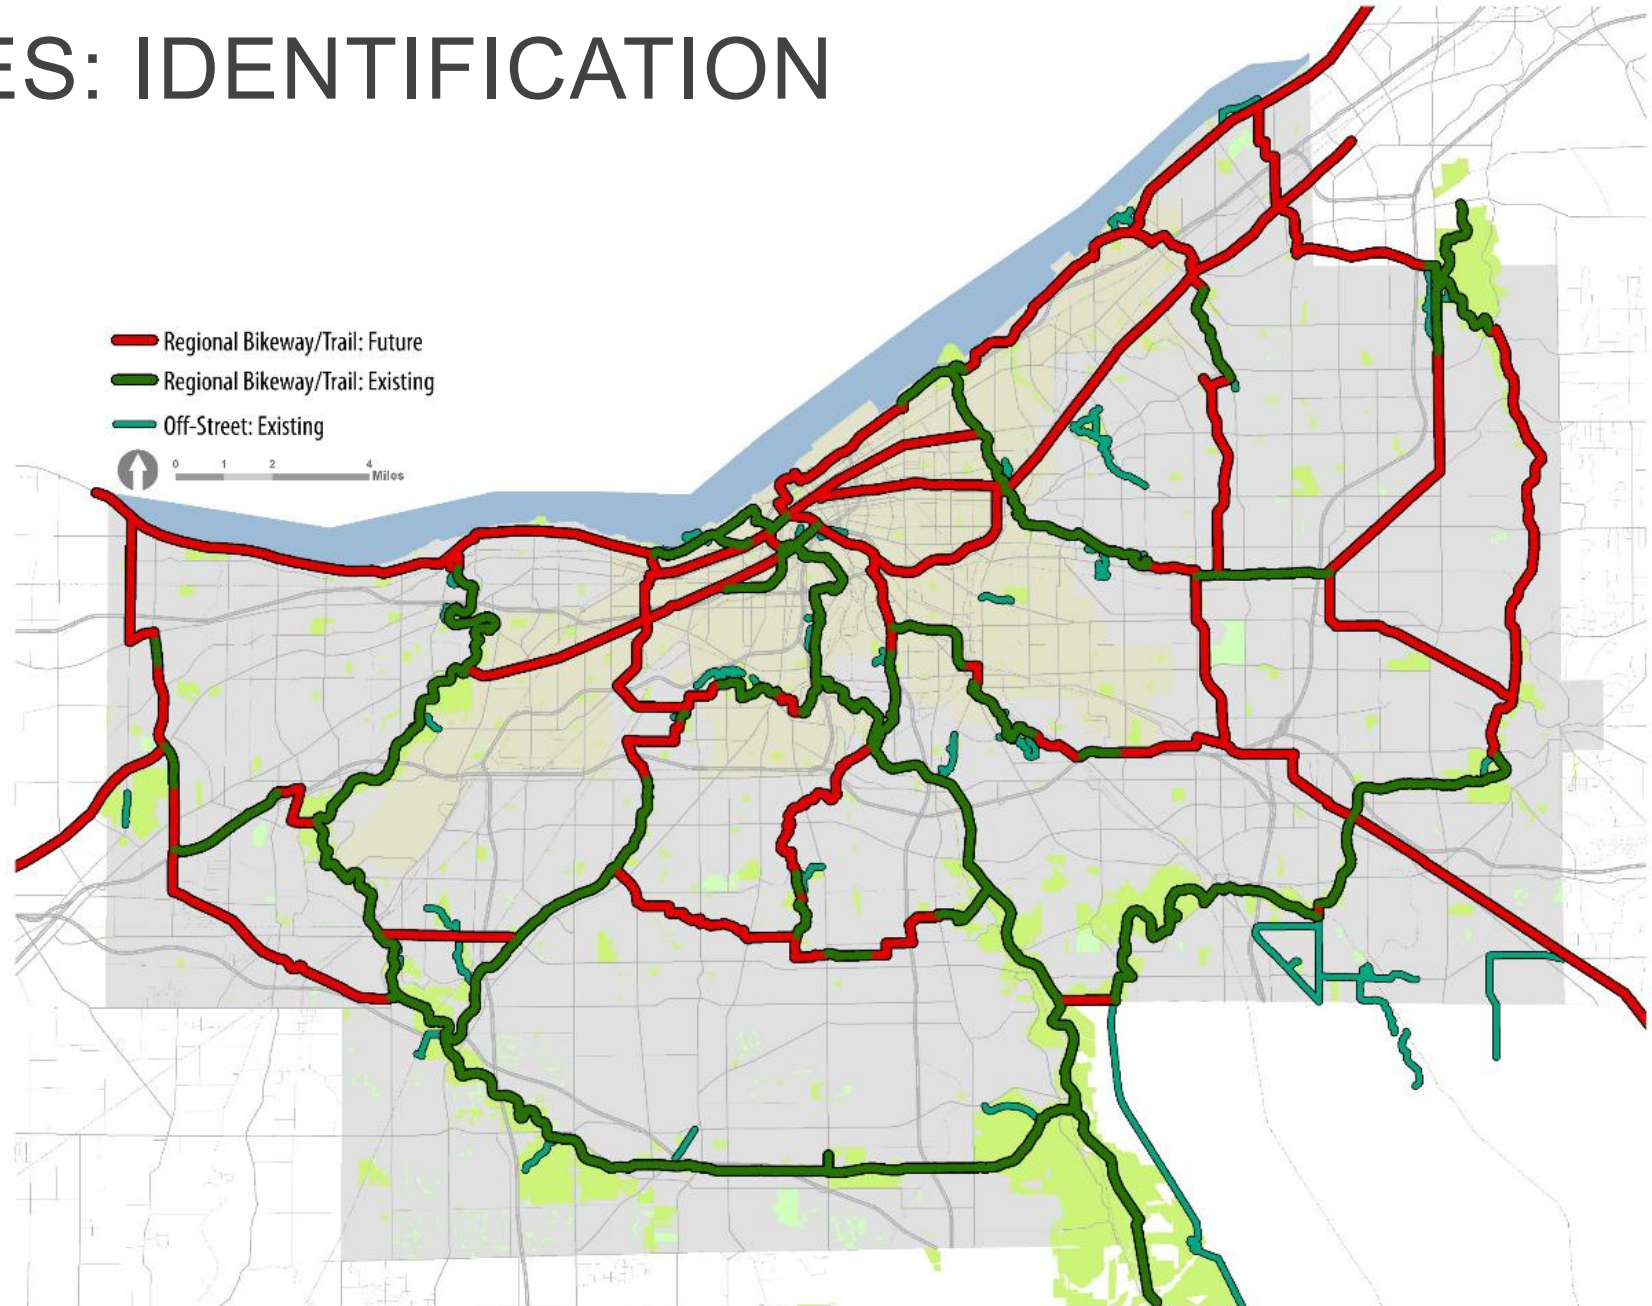 ES: IDENTIFICATION
Regional Bikeway/Trail: Future
Regional Bikeway/Trail: Existing
Off-Street: Existing
0 1 2 4
Miles